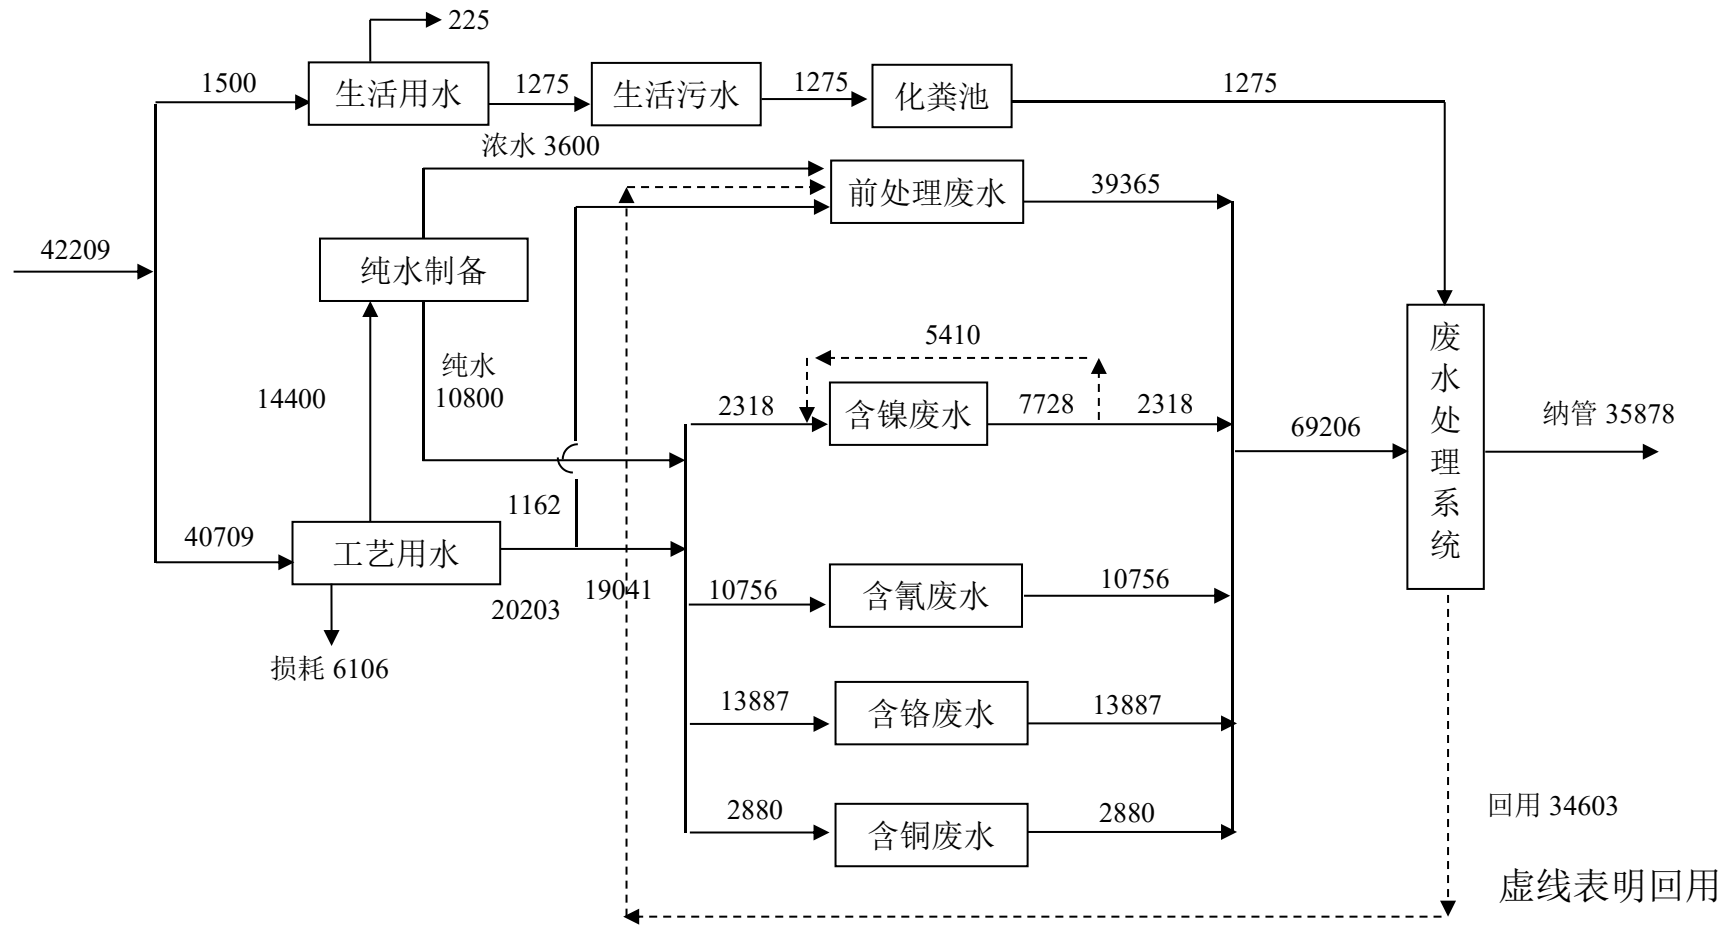 225
1500
生活用水
1275
生活污水
1275
化粪池
1275
浓水 3600
前处理废水
39365
42209
纯水制备
纯水
10800
14400
5410
2318
含镍废水
7728
2318
69206
废水处理系统
纳管 35878
1162
40709
工艺用水
20203
19041
10756
含氰废水
10756
损耗 6106
13887
含铬废水
13887
2880
含铜废水
2880
回用 34603
虚线表明回用